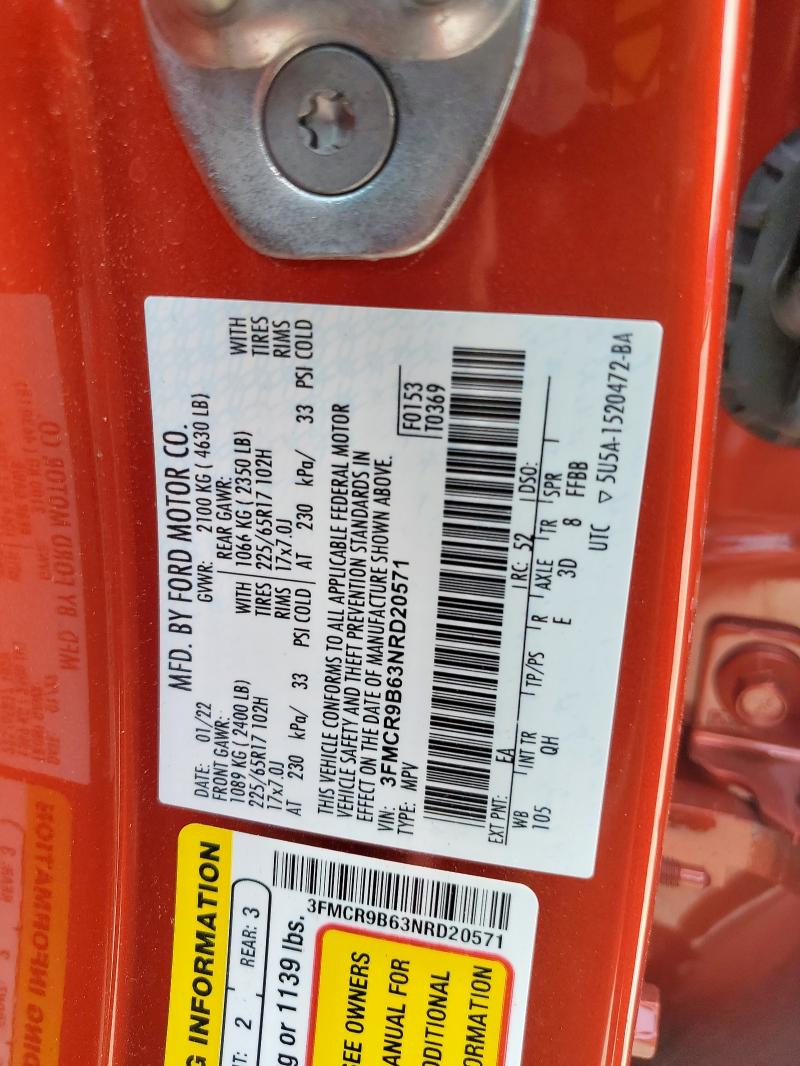 MFD. BY FORD MOTOR CO.
DATE: 01/22 GVWR: 2100 KG ( 4630 LB)
FRONT GAWR: REAR GAWR:
1089 KG ( 2400 LB) WITH 1066 KG ( 2350 LB) WITH
225/65R17 102H TIRES 225/65R17 102H TIRES
17x7.0J RIMS 17x7.0J RIMS
AT 230 kPa/ 33 PSI COLD AT 230 kPa/ 33 PSI COLD
THIS VEHICLE CONFORMS TO ALL APPLICABLE FEDERAL MOTOR
VEHICLE SAFETY AND THEFT PREVENTION STANDARDS IN
EFFECT ON THE DATE OF MANUFACTURE SHOWN ABOVE.
VIN: 3FMCR9B63NRD20571
TYPE: MPV
F0153
T0369
EXT PNT: EA RC: 52 DSO:
WB INT TR TP/PS R AXLE TR SPR
105 QH E 3D 8 FFBB
UTC ▽ 5U5A-1520472-BA
G INFORMATION
T: 2 REAR: 3
g or 1139 lbs.
3FMCR9B63NRD20571
SEE OWNERS
ANUAL FOR
DDITIONAL
ORMATION